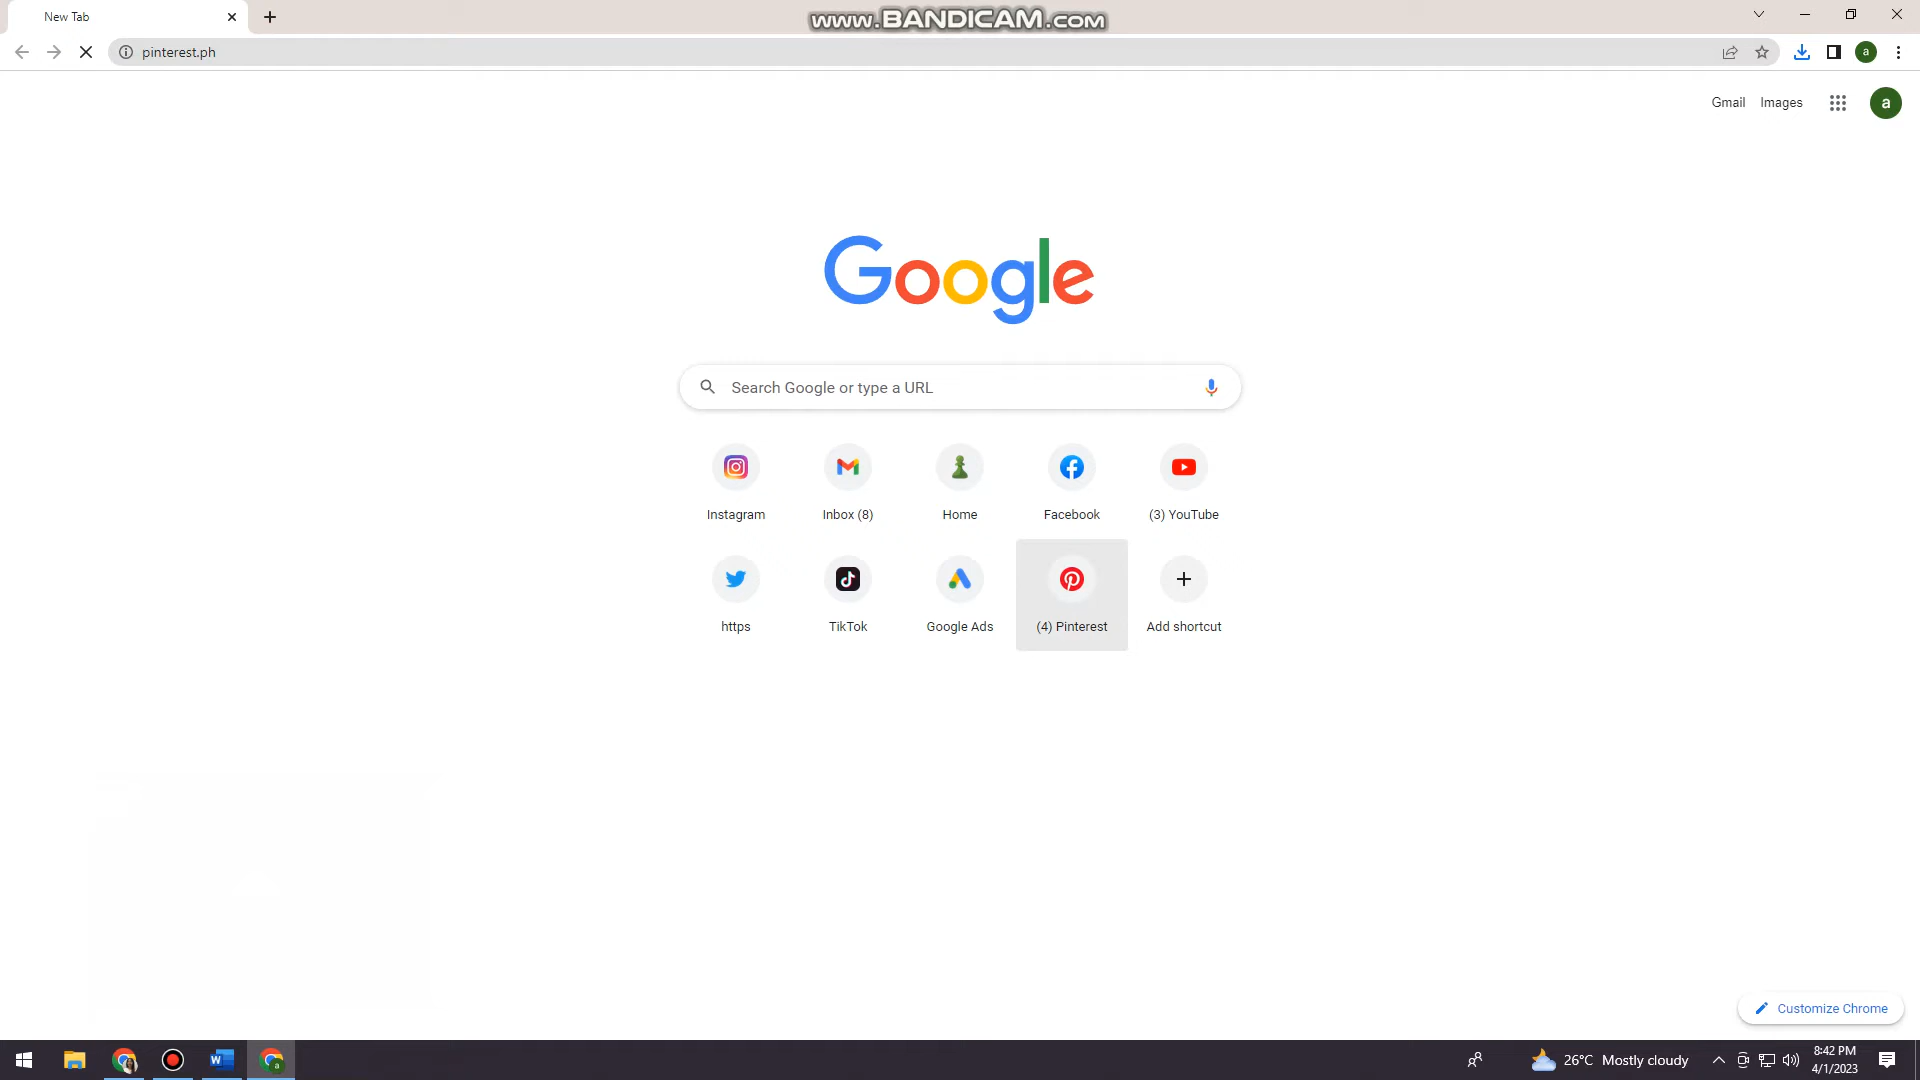 New Tab
www.BANDICAM.com
pinterest.ph
a
Gmail Images
a
Google
Search Google or type a URL
Instagram
Inbox (8)
Home
Facebook
(3) YouTube
https
TikTok
Google Ads
(4) Pinterest
Add shortcut
Customize Chrome
W
a
26°C Mostly cloudy
8:42 PM
4/1/2023